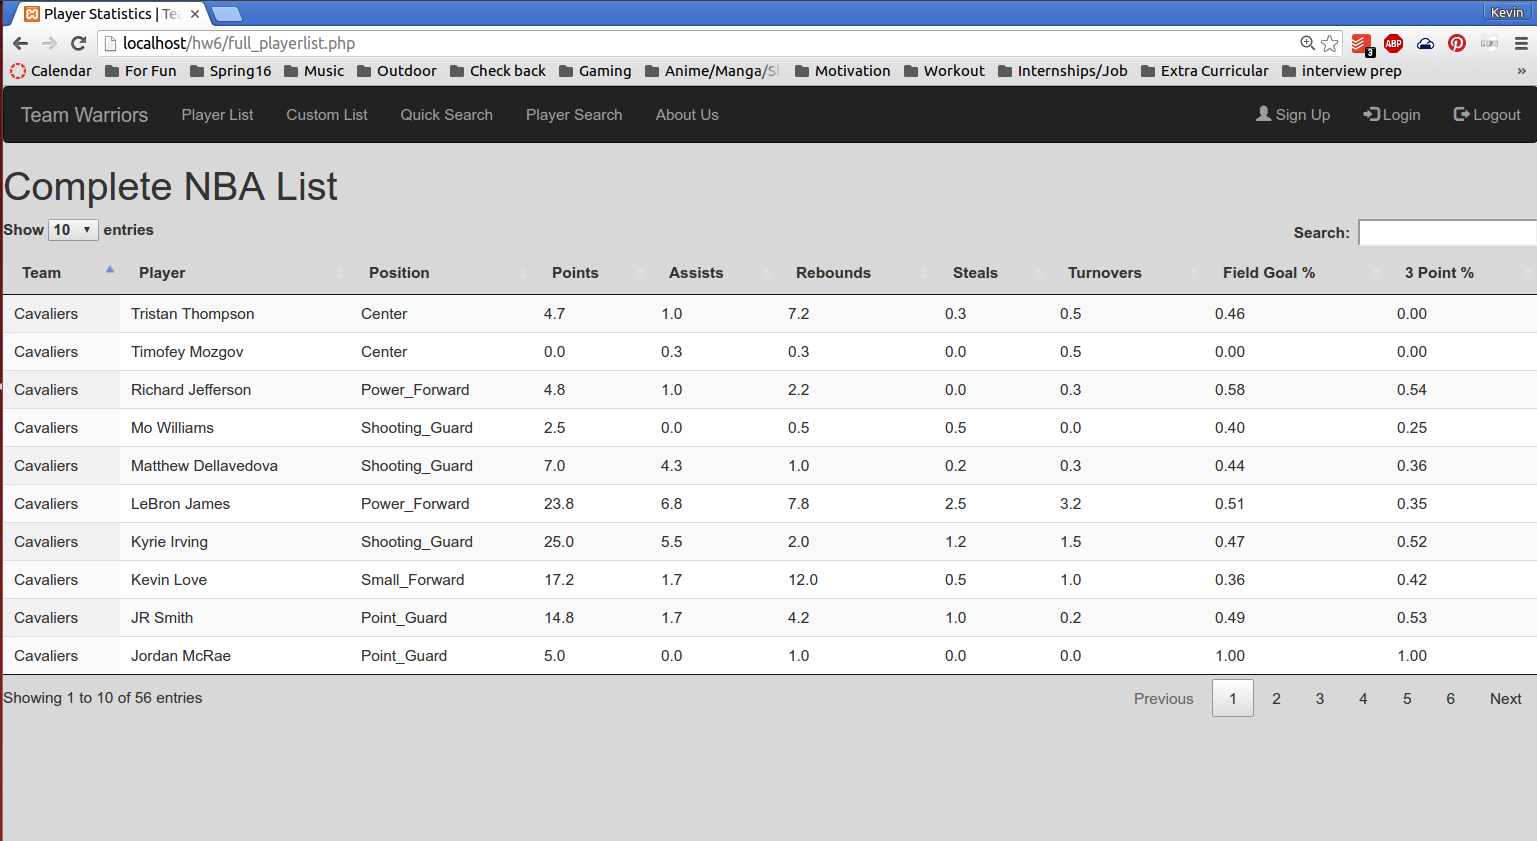 Player Statistics | Te
Kevin
localhost/hw6/full_playerlist.php
3
ABP
Calendar For Fun Spring16 Music Outdoor Check back Gaming Anime/Manga/S Motivation Workout Internships/Job Extra Curricular interview prep »
Team Warriors Player List Custom List Quick Search Player Search About Us Sign Up Login Logout
Complete NBA List
Show 10 entries Search:
Team Player Position Points Assists Rebounds Steals Turnovers Field Goal % 3 Point %
Cavaliers Tristan Thompson Center 4.7 1.0 7.2 0.3 0.5 0.46 0.00
Cavaliers Timofey Mozgov Center 0.0 0.3 0.3 0.0 0.5 0.00 0.00
Cavaliers Richard Jefferson Power_Forward 4.8 1.0 2.2 0.0 0.3 0.58 0.54
Cavaliers Mo Williams Shooting_Guard 2.5 0.0 0.5 0.5 0.0 0.40 0.25
Cavaliers Matthew Dellavedova Shooting_Guard 7.0 4.3 1.0 0.2 0.3 0.44 0.36
Cavaliers LeBron James Power_Forward 23.8 6.8 7.8 2.5 3.2 0.51 0.35
Cavaliers Kyrie Irving Shooting_Guard 25.0 5.5 2.0 1.2 1.5 0.47 0.52
Cavaliers Kevin Love Small_Forward 17.2 1.7 12.0 0.5 1.0 0.36 0.42
Cavaliers JR Smith Point_Guard 14.8 1.7 4.2 1.0 0.2 0.49 0.53
Cavaliers Jordan McRae Point_Guard 5.0 0.0 1.0 0.0 0.0 1.00 1.00
Showing 1 to 10 of 56 entries Previous 1 2 3 4 5 6 Next